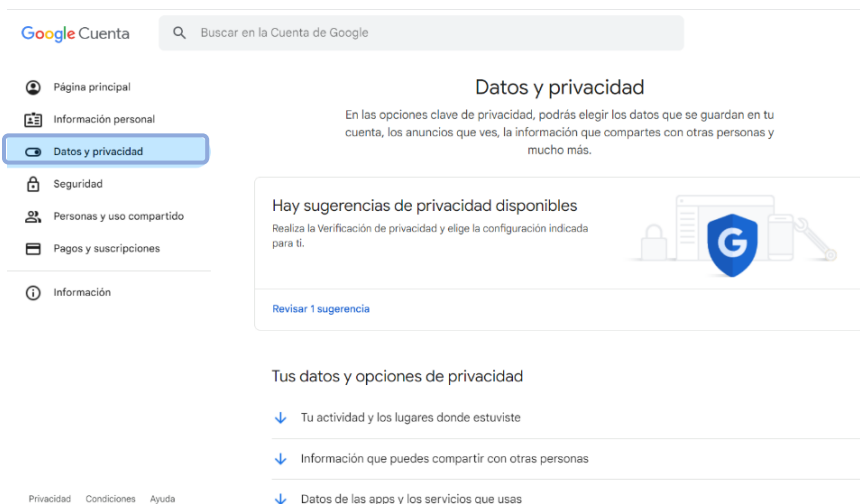 Google Cuenta
Buscar en la Cuenta de Google
Página principal
Información personal
Datos y privacidad
Seguridad
Personas y uso compartido
Pagos y suscripciones
Información
Privacidad Condiciones Ayuda
Datos y privacidad
En las opciones clave de privacidad, podrás elegir los datos que se guardan en tu
cuenta, los anuncios que ves, la información que compartes con otras personas y
mucho más.
Hay sugerencias de privacidad disponibles
Realiza la Verificación de privacidad y elige la configuración indicada
para ti.
G
Revisar 1 sugerencia
Tus datos y opciones de privacidad
Tu actividad y los lugares donde estuviste
Información que puedes compartir con otras personas
Datos de las apps y los servicios que usas